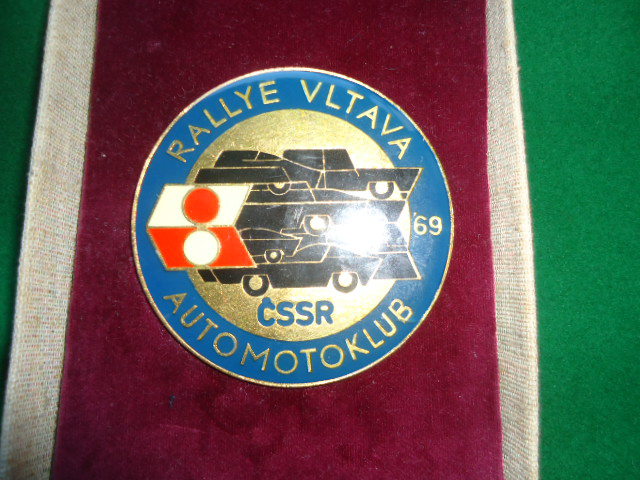 RALLYE VLTAVA
'69
ČSSR
AUTOMOTOKLUB